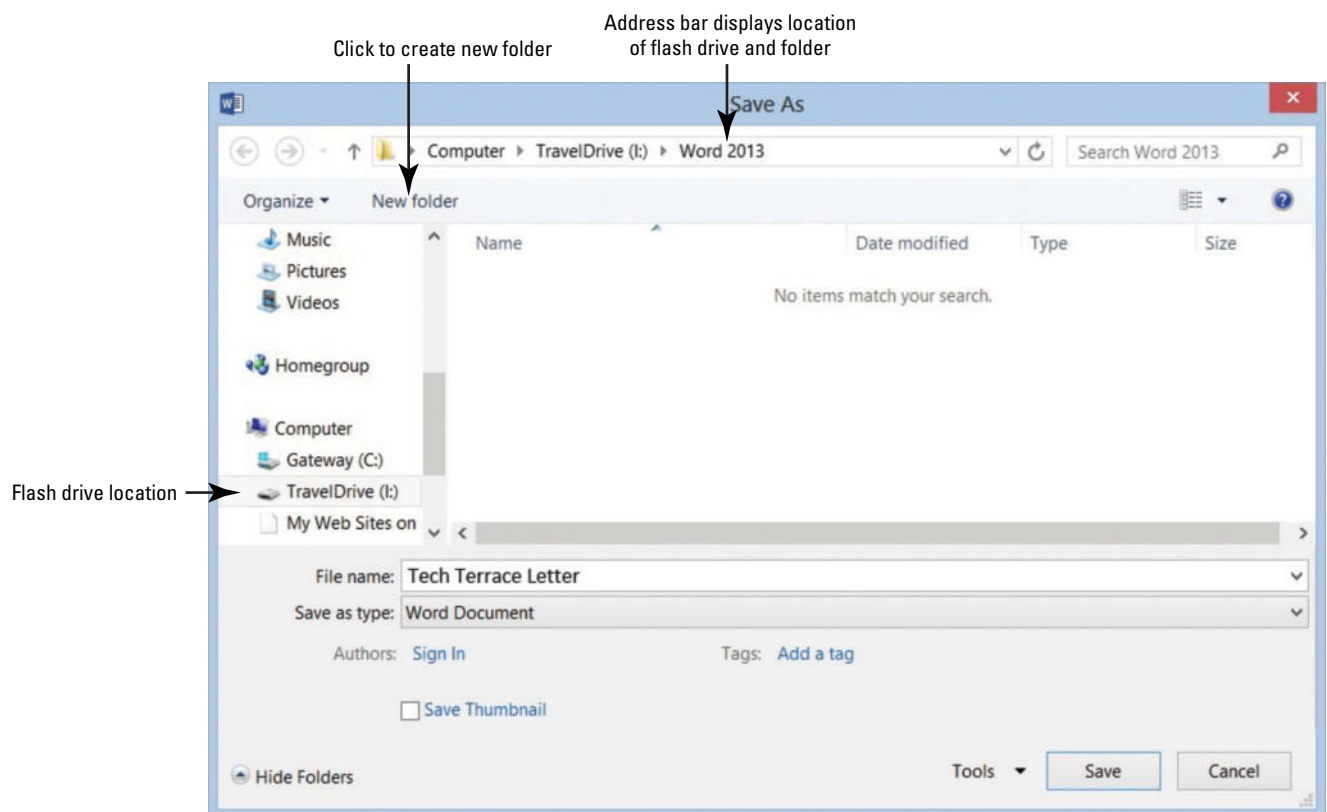 Address bar displays location
of flash drive and folder
Click to create new folder
Save As
Computer TravelDrive (I:) Word 2013
Search Word 2013
Organize
New folder
Music
Pictures
Videos
Homegroup
Computer
Gateway (C:)
TravelDrive (I:)
My Web Sites on
Name
Date modified
Type
Size
No items match your search.
Flash drive location
File name: Tech Terrace Letter
Save as type: Word Document
Authors: Sign In
Tags: Add a tag
Save Thumbnail
Hide Folders
Tools
Save
Cancel